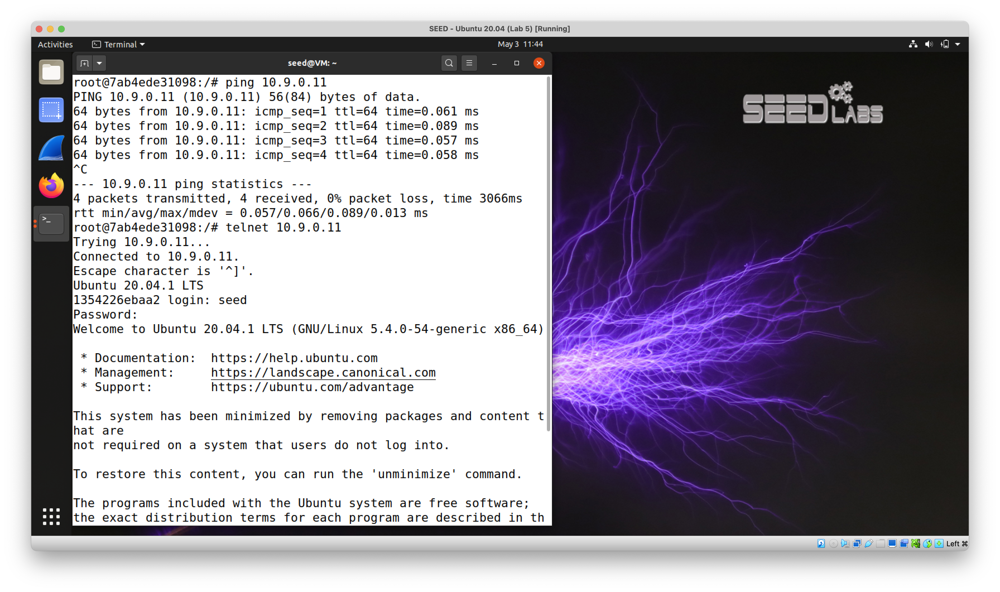 SEED - Ubuntu 20.04 (Lab 5) [Running]
Activities
Terminal
May 3 11:44
seed@VM: ~
SEED LABS
root@7ab4ede31098:/# ping 10.9.0.11
PING 10.9.0.11 (10.9.0.11) 56(84) bytes of data.
64 bytes from 10.9.0.11: icmp_seq=1 ttl=64 time=0.061 ms
64 bytes from 10.9.0.11: icmp_seq=2 ttl=64 time=0.089 ms
64 bytes from 10.9.0.11: icmp_seq=3 ttl=64 time=0.057 ms
64 bytes from 10.9.0.11: icmp_seq=4 ttl=64 time=0.058 ms
^C
--- 10.9.0.11 ping statistics ---
4 packets transmitted, 4 received, 0% packet loss, time 3066ms
rtt min/avg/max/mdev = 0.057/0.066/0.089/0.013 ms
root@7ab4ede31098:/# telnet 10.9.0.11
Trying 10.9.0.11...
Connected to 10.9.0.11.
Escape character is '^]'.
Ubuntu 20.04.1 LTS
1354226ebaa2 login: seed
Password:
Welcome to Ubuntu 20.04.1 LTS (GNU/Linux 5.4.0-54-generic x86_64)
* Documentation:  https://help.ubuntu.com
* Management:     https://landscape.canonical.com
* Support:        https://ubuntu.com/advantage
This system has been minimized by removing packages and content t
hat are
not required on a system that users do not log into.
To restore this content, you can run the 'unminimize' command.
The programs included with the Ubuntu system are free software;
the exact distribution terms for each program are described in th
Left ⌘